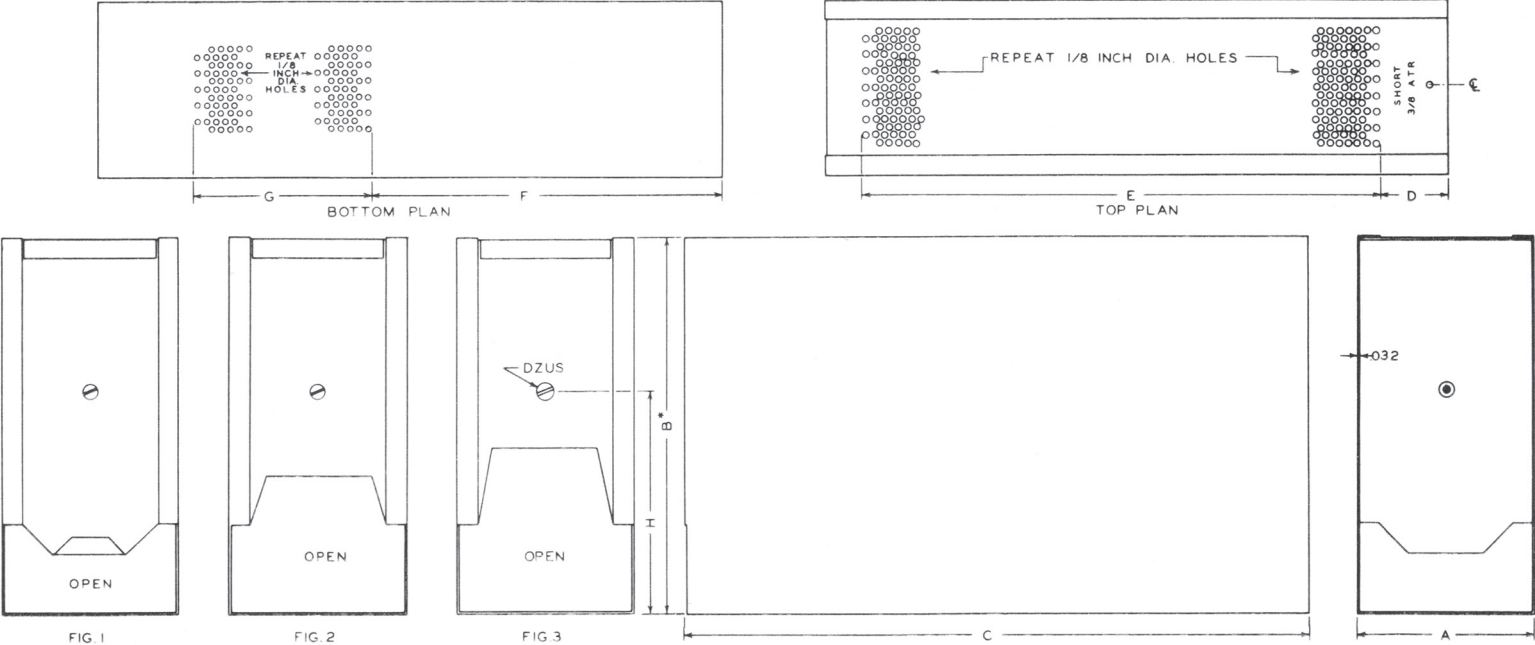 REPEAT
1/8
INCH
DIA.
HOLES
G
F
BOTTOM PLAN
REPEAT 1/8 INCH DIA. HOLES
SHORT
3/8 ATR
℄
E
D
TOP PLAN
OPEN
FIG. 1
OPEN
FIG. 2
DZUS
OPEN
FIG. 3
H
B*
C
.032
A